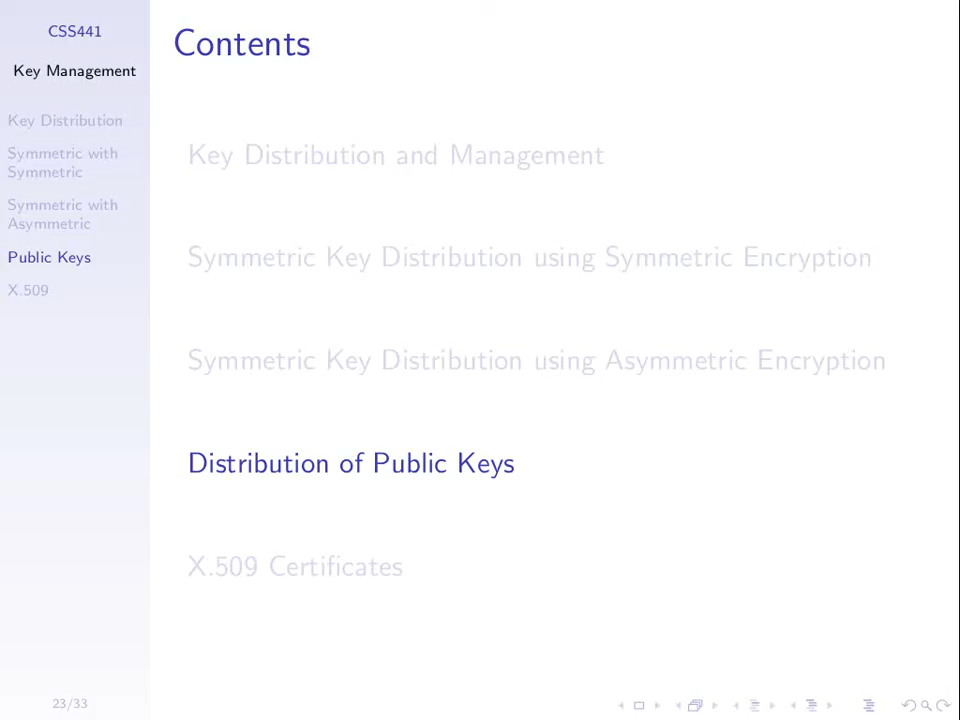 CSS441
Key Management
Key Distribution
Symmetric with
Symmetric
Symmetric with
Asymmetric
Public Keys
X.509
23/33
Contents
Key Distribution and Management
Symmetric Key Distribution using Symmetric Encryption
Symmetric Key Distribution using Asymmetric Encryption
Distribution of Public Keys
X.509 Certificates